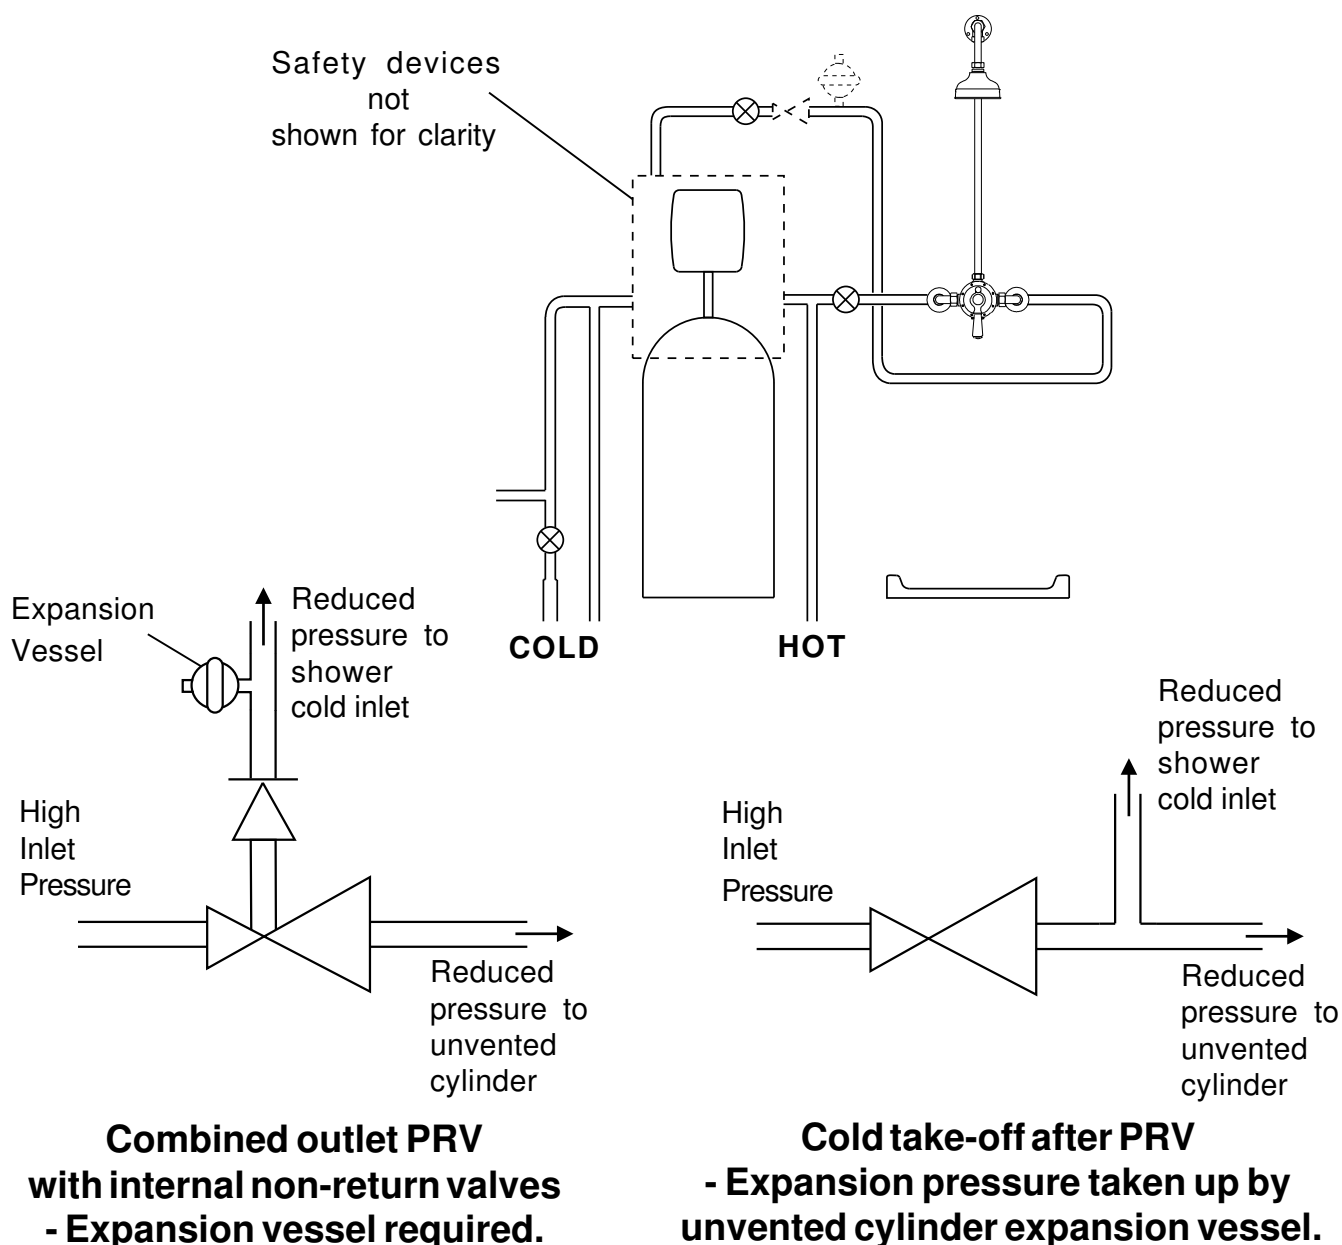 Safety devices
not
shown for clarity
COLD
HOT
Expansion
Vessel
Reduced
pressure to
shower
cold inlet
High
Inlet
Pressure
Reduced
pressure to
unvented
cylinder
Combined outlet PRV
with internal non-return valves
- Expansion vessel required.
Reduced
pressure to
shower
cold inlet
High
Inlet
Pressure
Reduced
pressure to
unvented
cylinder
Cold take-off after PRV
- Expansion pressure taken up by
unvented cylinder expansion vessel.